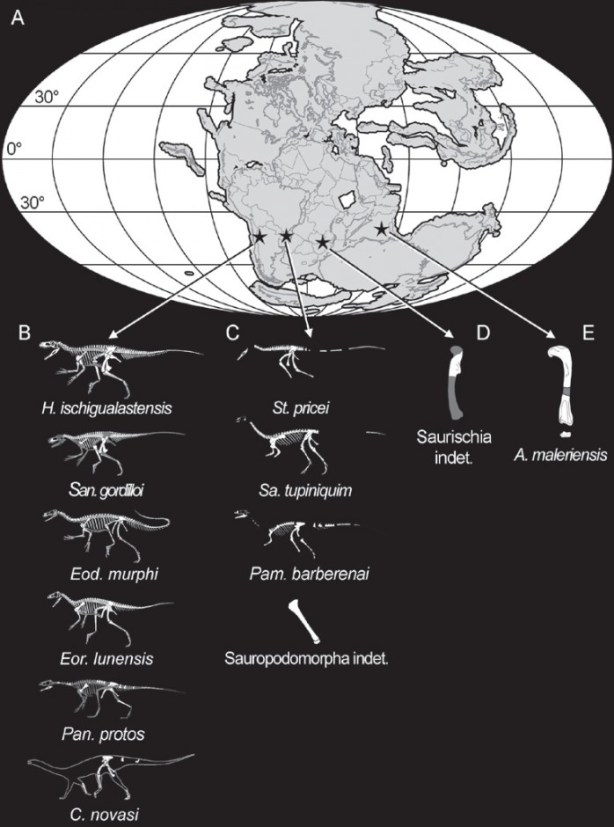 A
30°
0°
30°
B
C
D
E
H. ischigualastensis
St. pricei
Saurischia
indet.
A. maleriensis
San. gordilloi
Sa. tupiniquim
Eod. murphi
Pam. barberenai
Eor. lunensis
Sauropodomorpha indet.
Pan. protos
C. novasi